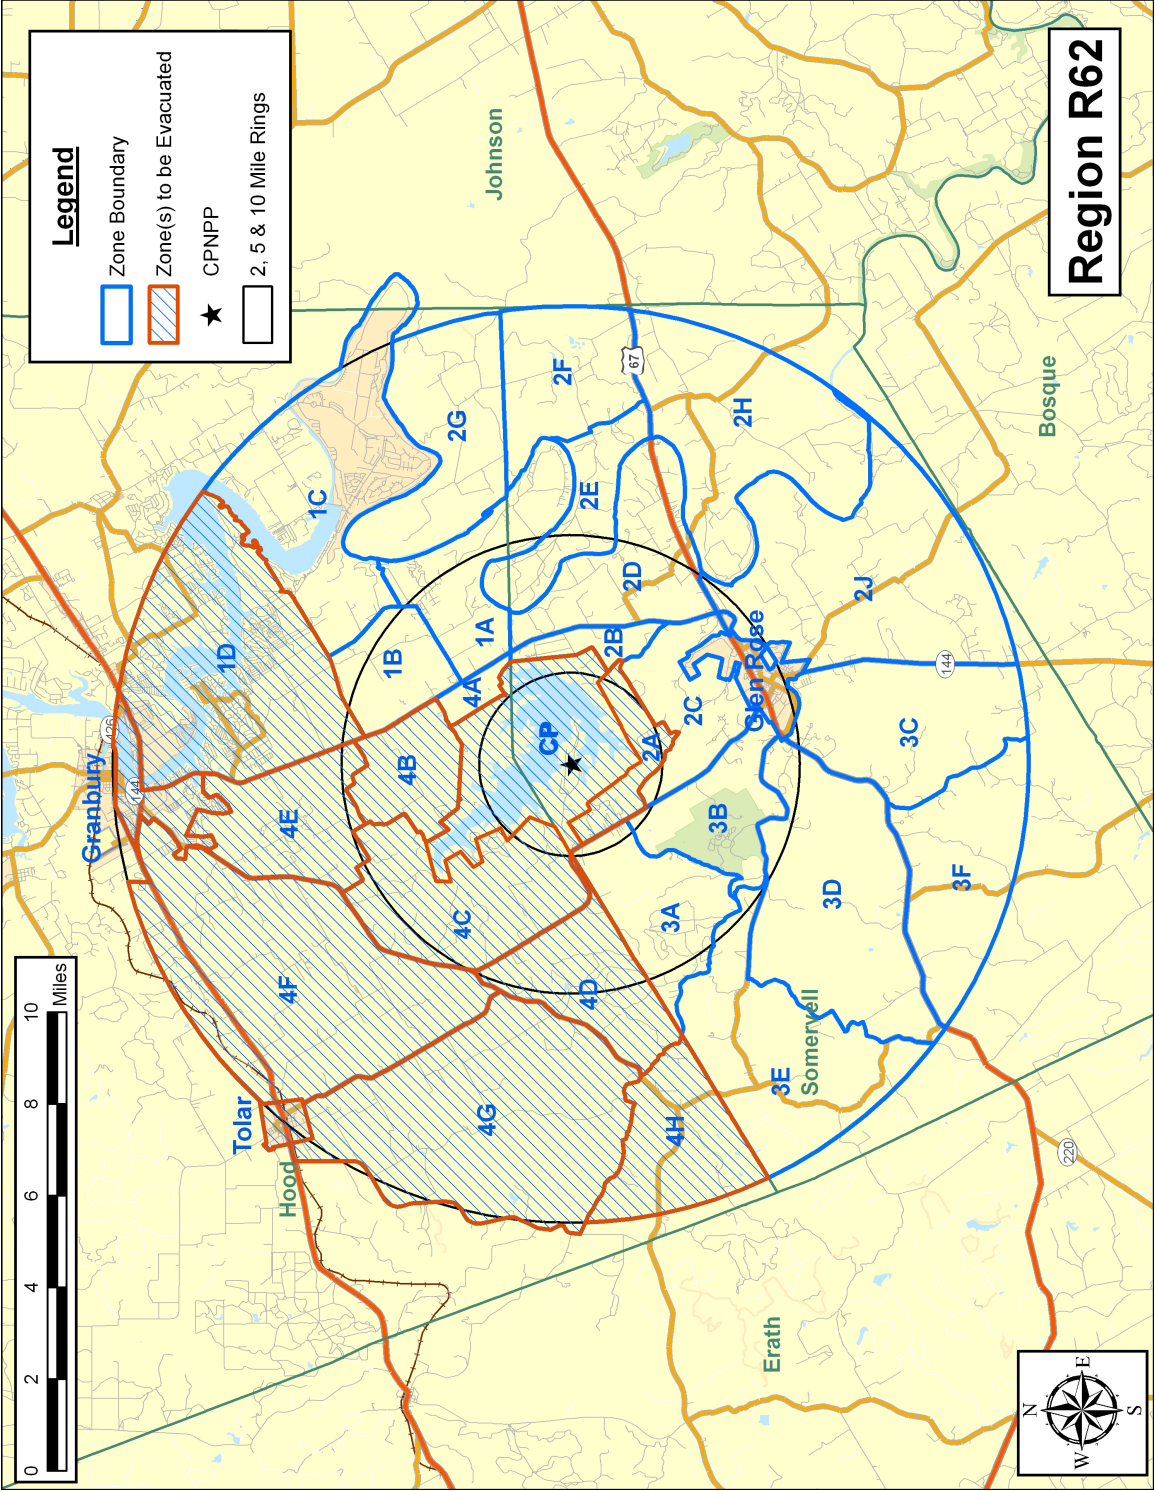 Legend
Zone Boundary
Zone(s) to be Evacuated
CPNPP
2, 5 & 10 Mile Rings
Region R62
0 2 4 6 8 10
Miles
N
W E
S
Granbury
Tolar
Glen Rose
Hood
Johnson
Bosque
Somervell
Erath
CP
1A
1B
1C
1D
2A
2B
2C
2D
2E
2F
2G
2H
2J
3A
3B
3C
3D
3E
3F
4A
4B
4C
4D
4E
4F
4G
4H
67
144
144
220
426